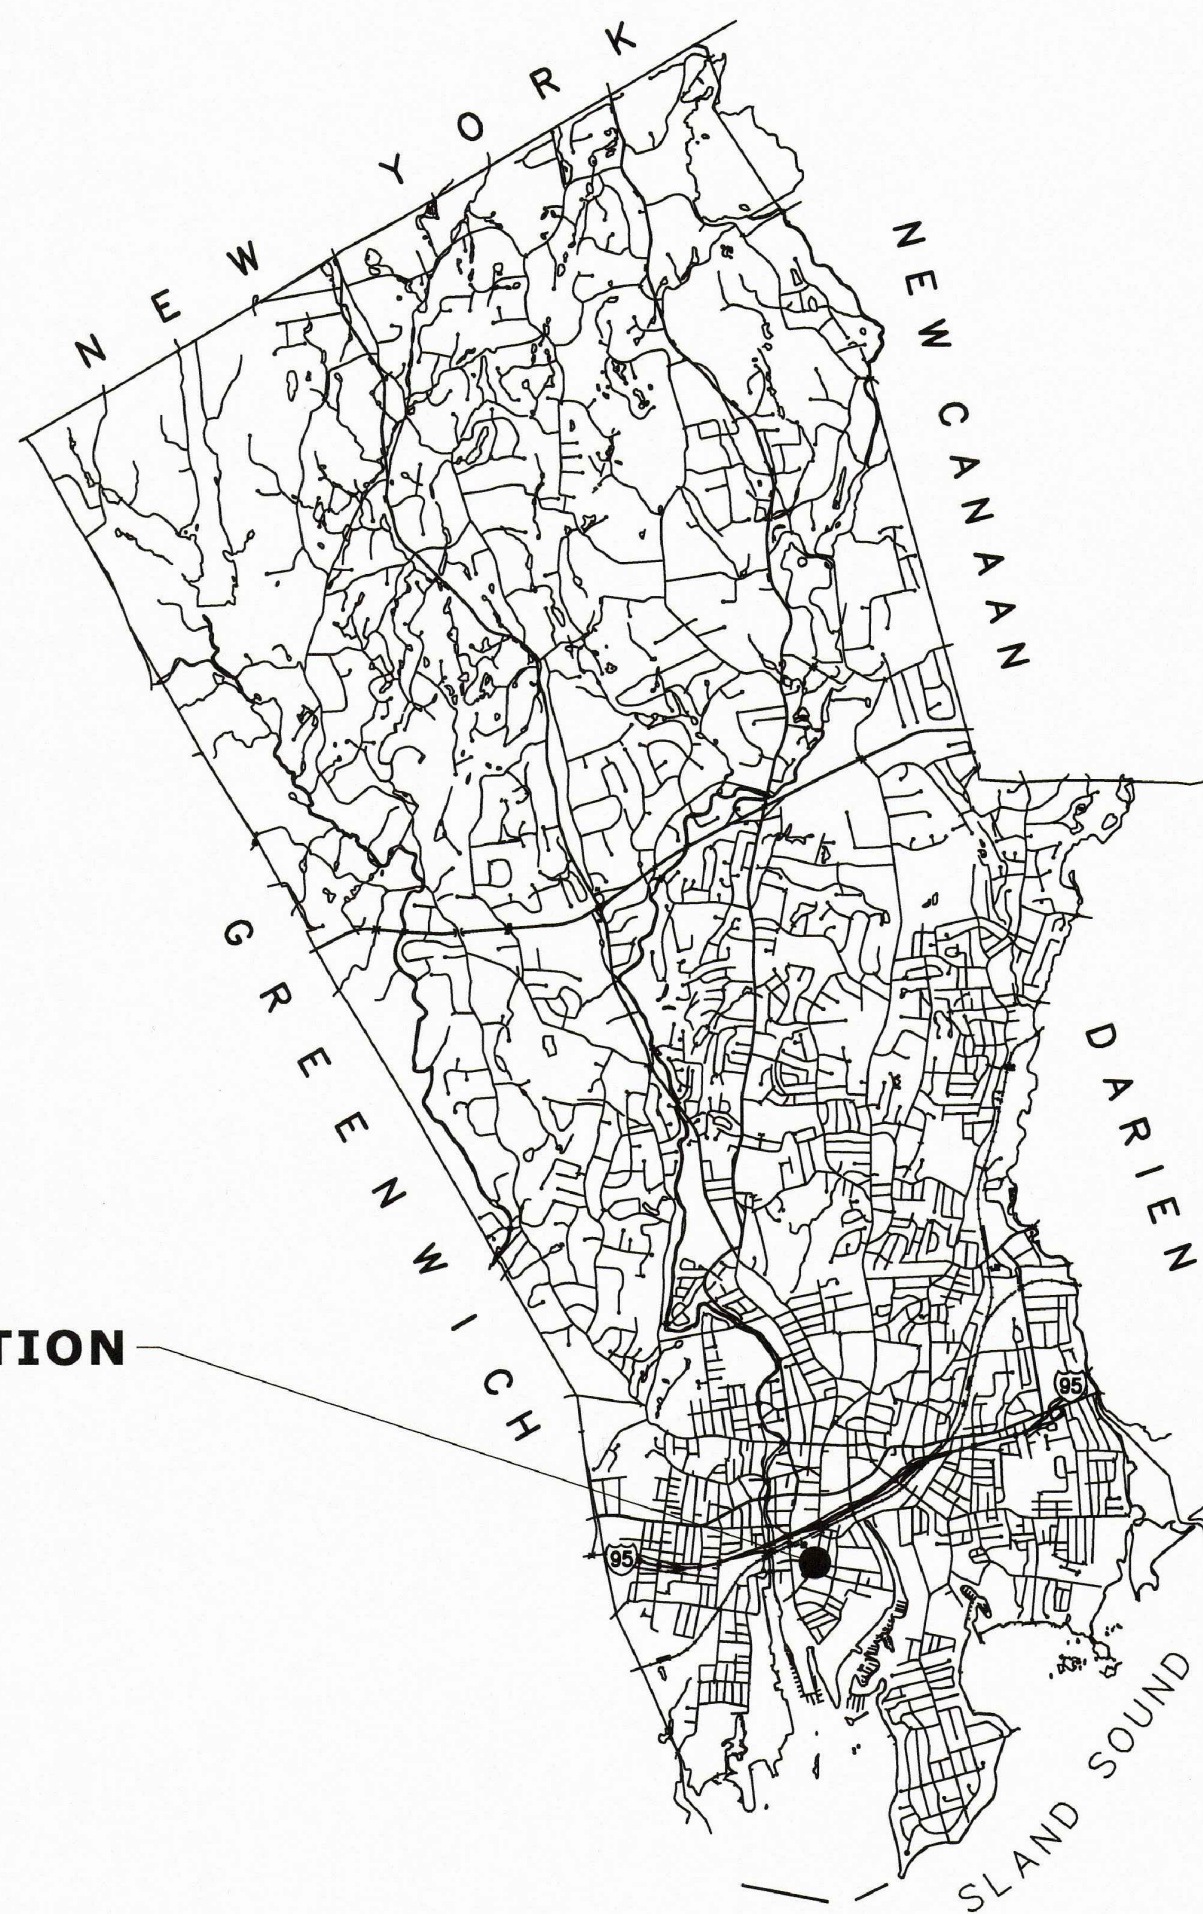 NEW YORK
NEW CANAAN
GREENWICH
DARIEN
TION
95
95
SLAND SOUND